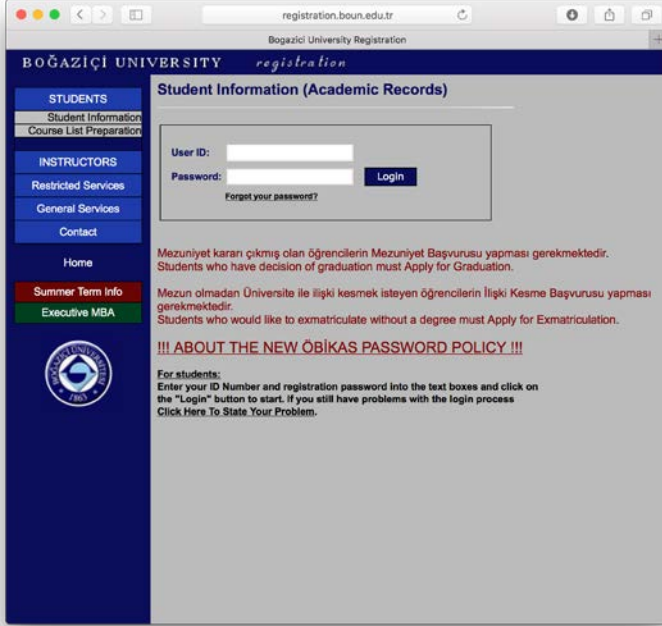 registration.boun.edu.tr
Bogazici University Registration
BOĞAZİÇİ UNIVERSITY registration
STUDENTS
Student Information
Course List Preparation
INSTRUCTORS
Restricted Services
General Services
Contact
Home
Summer Term Info
Executive MBA
BOĞAZİÇİ ÜNİVERSİTESİ
1863
Student Information (Academic Records)
User ID:
Password:
Login
Forgot your password?
Mezuniyet kararı çıkmış olan öğrencilerin Mezuniyet Başvurusu yapması gerekmektedir.
Students who have decision of graduation must Apply for Graduation.
Mezun olmadan Üniversite ile ilişki kesmek isteyen öğrencilerin İlişki Kesme Başvurusu yapması
gerekmektedir.
Students who would like to exmatriculate without a degree must Apply for Exmatriculation.
!!! ABOUT THE NEW ÖBİKAS PASSWORD POLICY !!!
For students:
Enter your ID Number and registration password into the text boxes and click on
the "Login" button to start. If you still have problems with the login process
Click Here To State Your Problem.